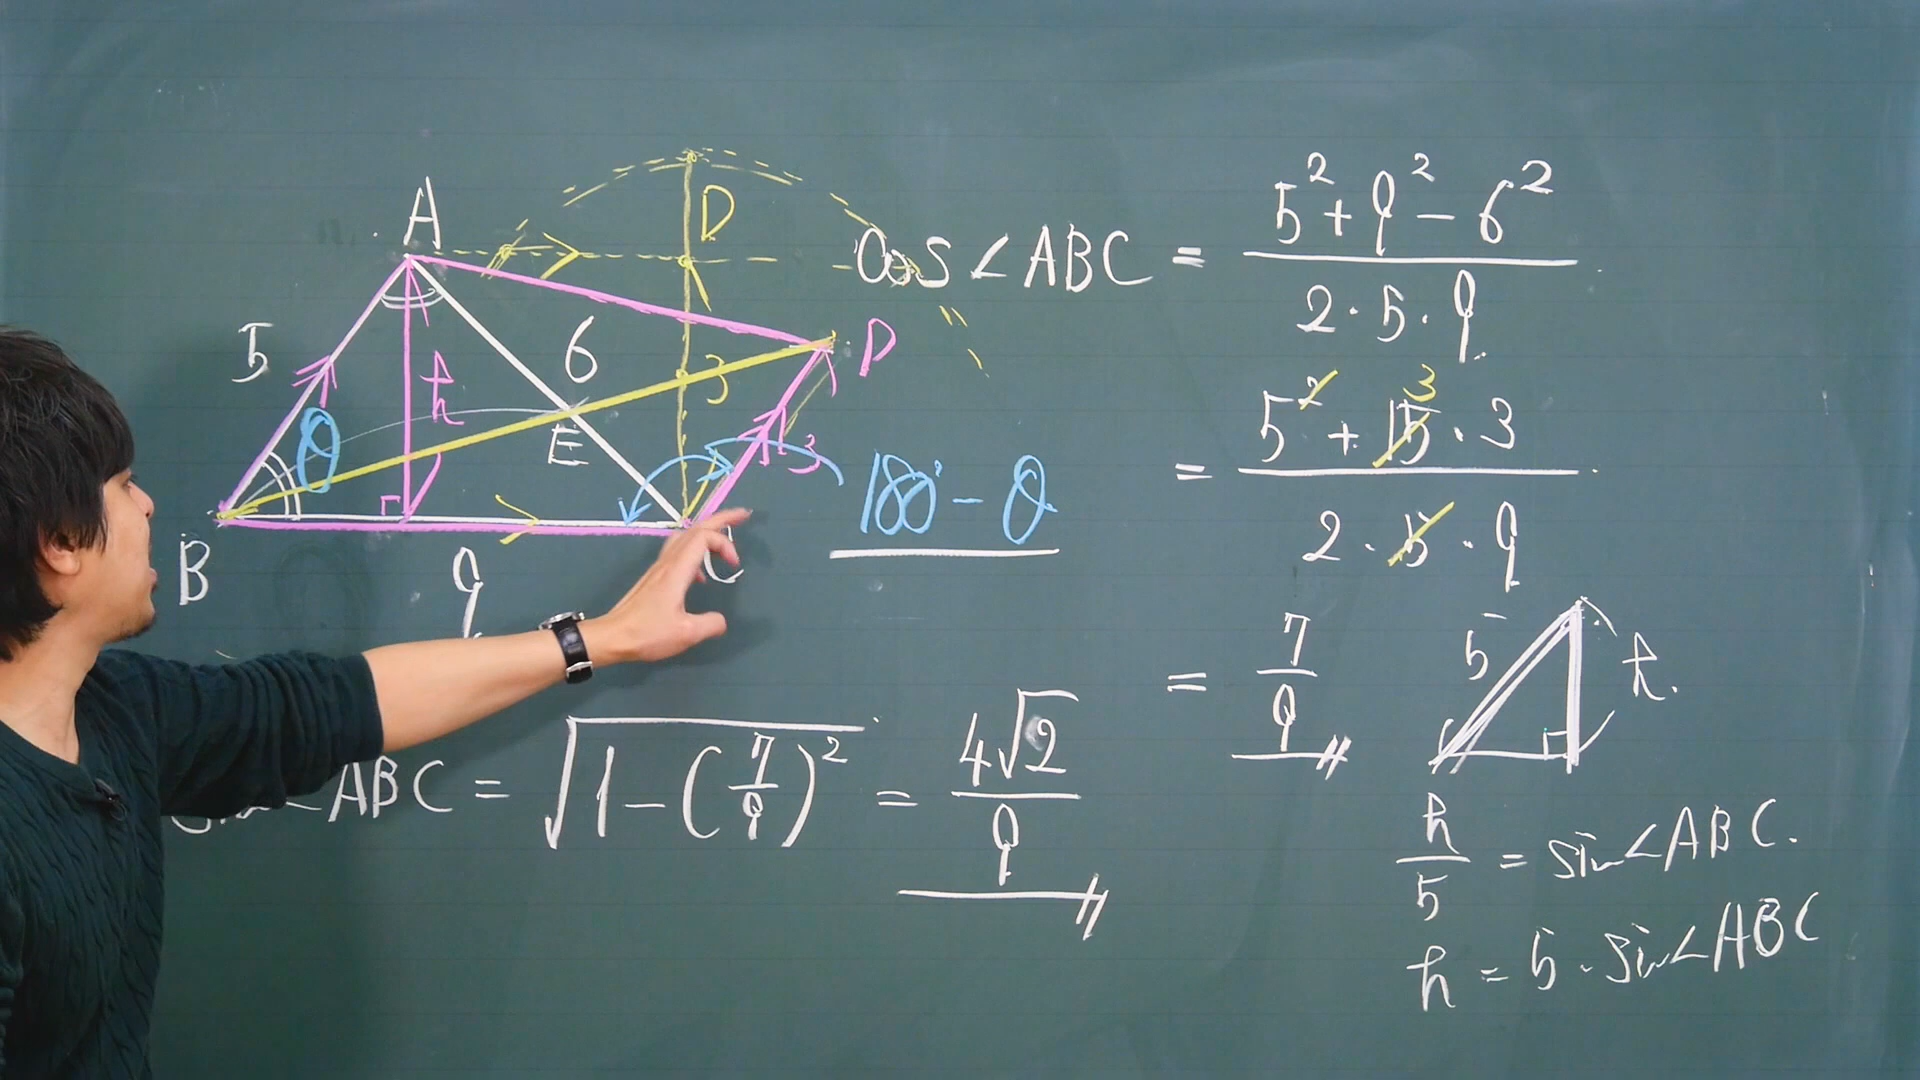 A
D
5
6
h
3
D
θ
E
3
180° - θ
B
9
C
cos∠ABC = (5² + 9² - 6²) / (2·5·9)
= (5² + 15·3) / (2·5·9)
3
= 7/9
5
h.
∠ABC = √(1 - (7/9)²) = 4√2/9
h/5 = sin∠ABC.
h = 5·sin∠ABC